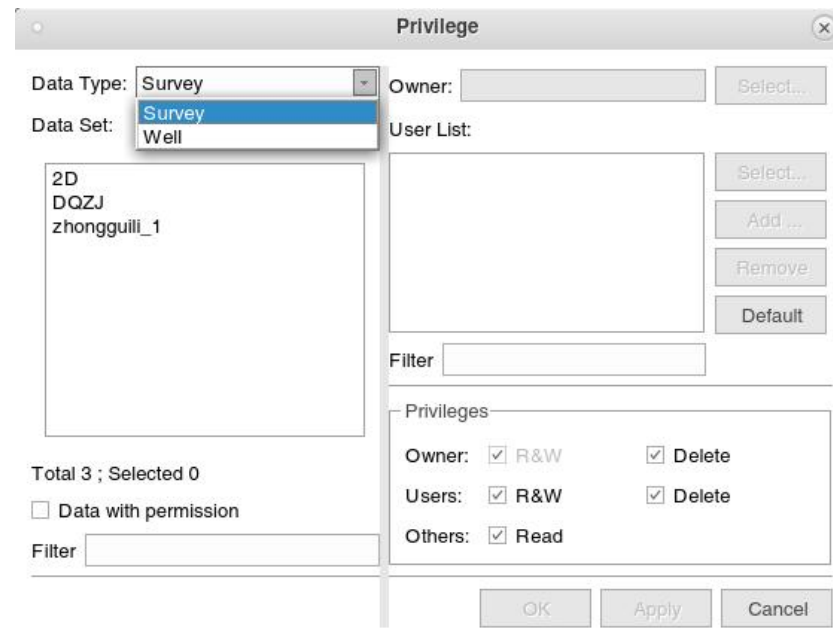 Privilege
Data Type: Survey
Survey
Well
Data Set:
2D
DQZJ
zhongguili_1
Total 3 ; Selected 0
Data with permission
Filter
Owner: Select...
User List:
Select...
Add ...
Remove
Default
Filter
Privileges
Owner: R&W Delete
Users: R&W Delete
Others: Read
OK Apply Cancel